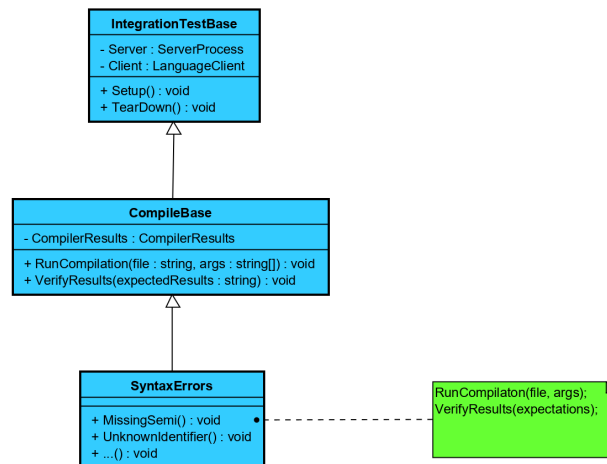 IntegrationTestBase
- Server : ServerProcess
- Client : LanguageClient
+ Setup() : void
+ TearDown() : void
CompileBase
- CompilerResults : CompilerResults
+ RunCompilation(file : string, args : string[]) : void
+ VerifyResults(expectedResults : string) : void
SyntaxErrors
+ MissingSemi() : void
+ UnknownIdentifier() : void
+ ...() : void
RunCompilaton(file, args);
VerifyResults(expectations);